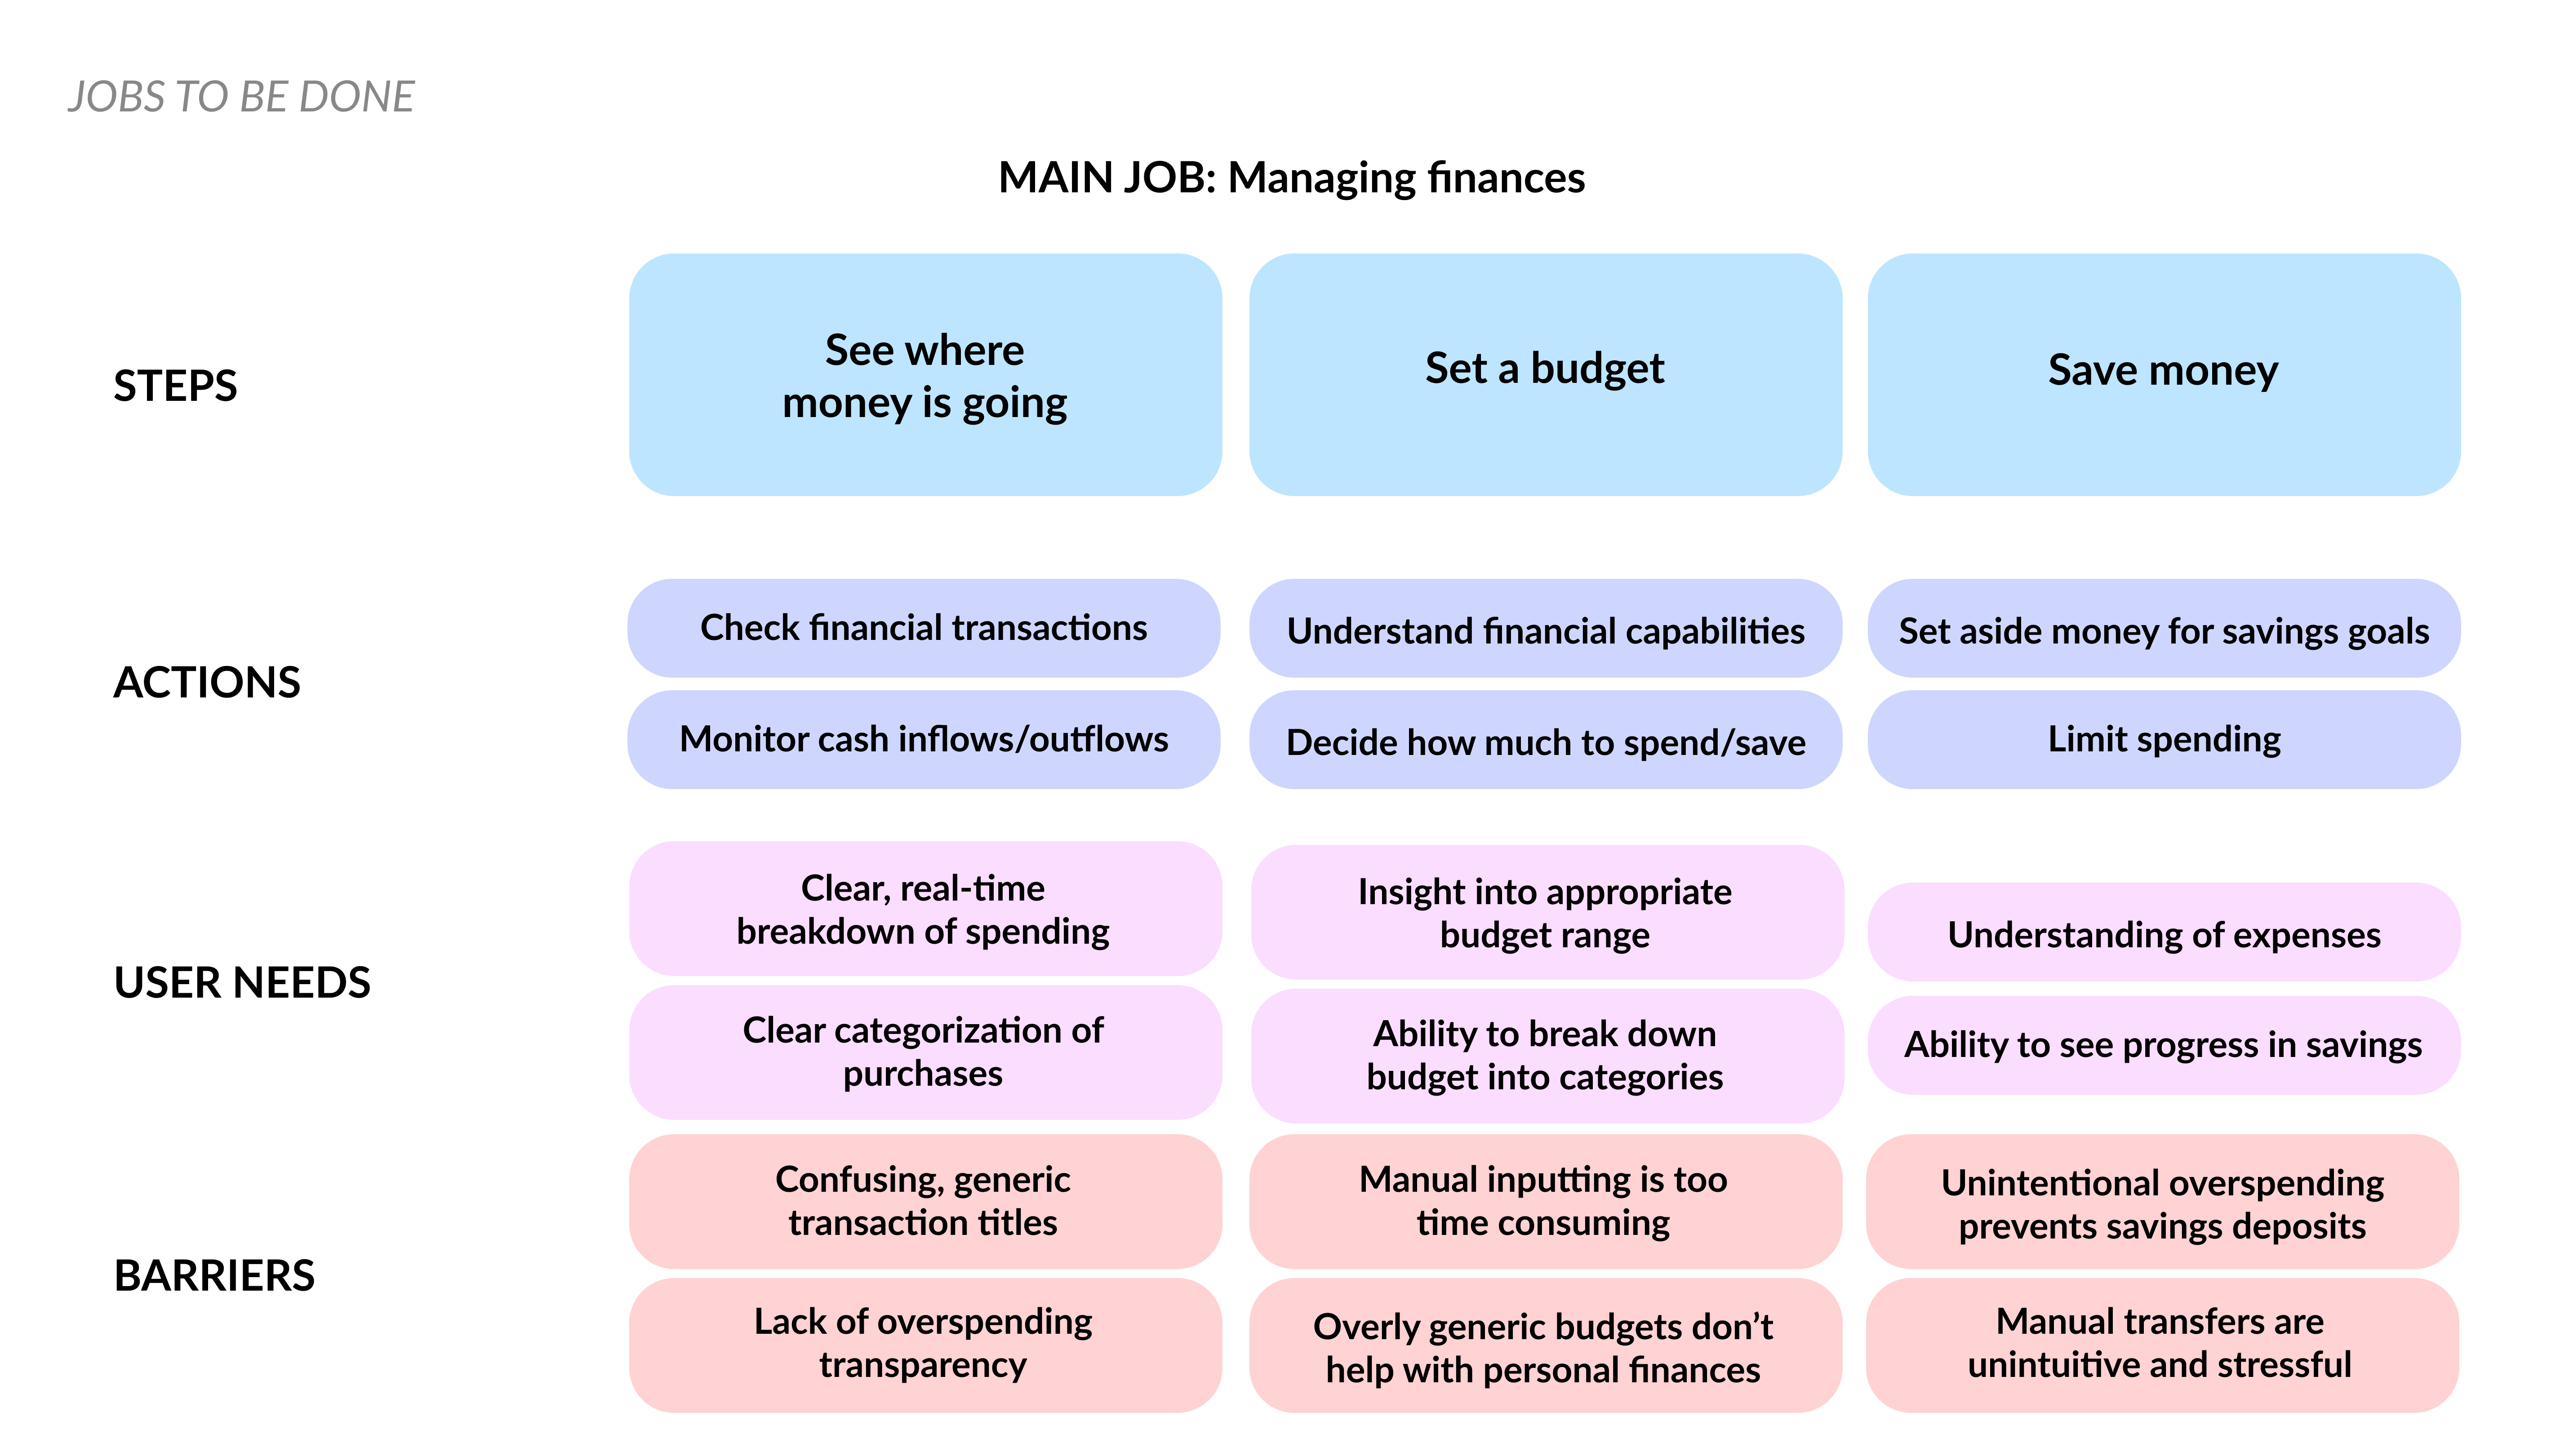 JOBS TO BE DONE
MAIN JOB: Managing finances
STEPS
See where
money is going
Set a budget
Save money
ACTIONS
Check financial transactions
Understand financial capabilities
Set aside money for savings goals
Monitor cash inflows/outflows
Decide how much to spend/save
Limit spending
USER NEEDS
Clear, real-time
breakdown of spending
Insight into appropriate
budget range
Understanding of expenses
Clear categorization of
purchases
Ability to break down
budget into categories
Ability to see progress in savings
BARRIERS
Confusing, generic
transaction titles
Manual inputting is too
time consuming
Unintentional overspending
prevents savings deposits
Lack of overspending
transparency
Overly generic budgets don’t
help with personal finances
Manual transfers are
unintuitive and stressful